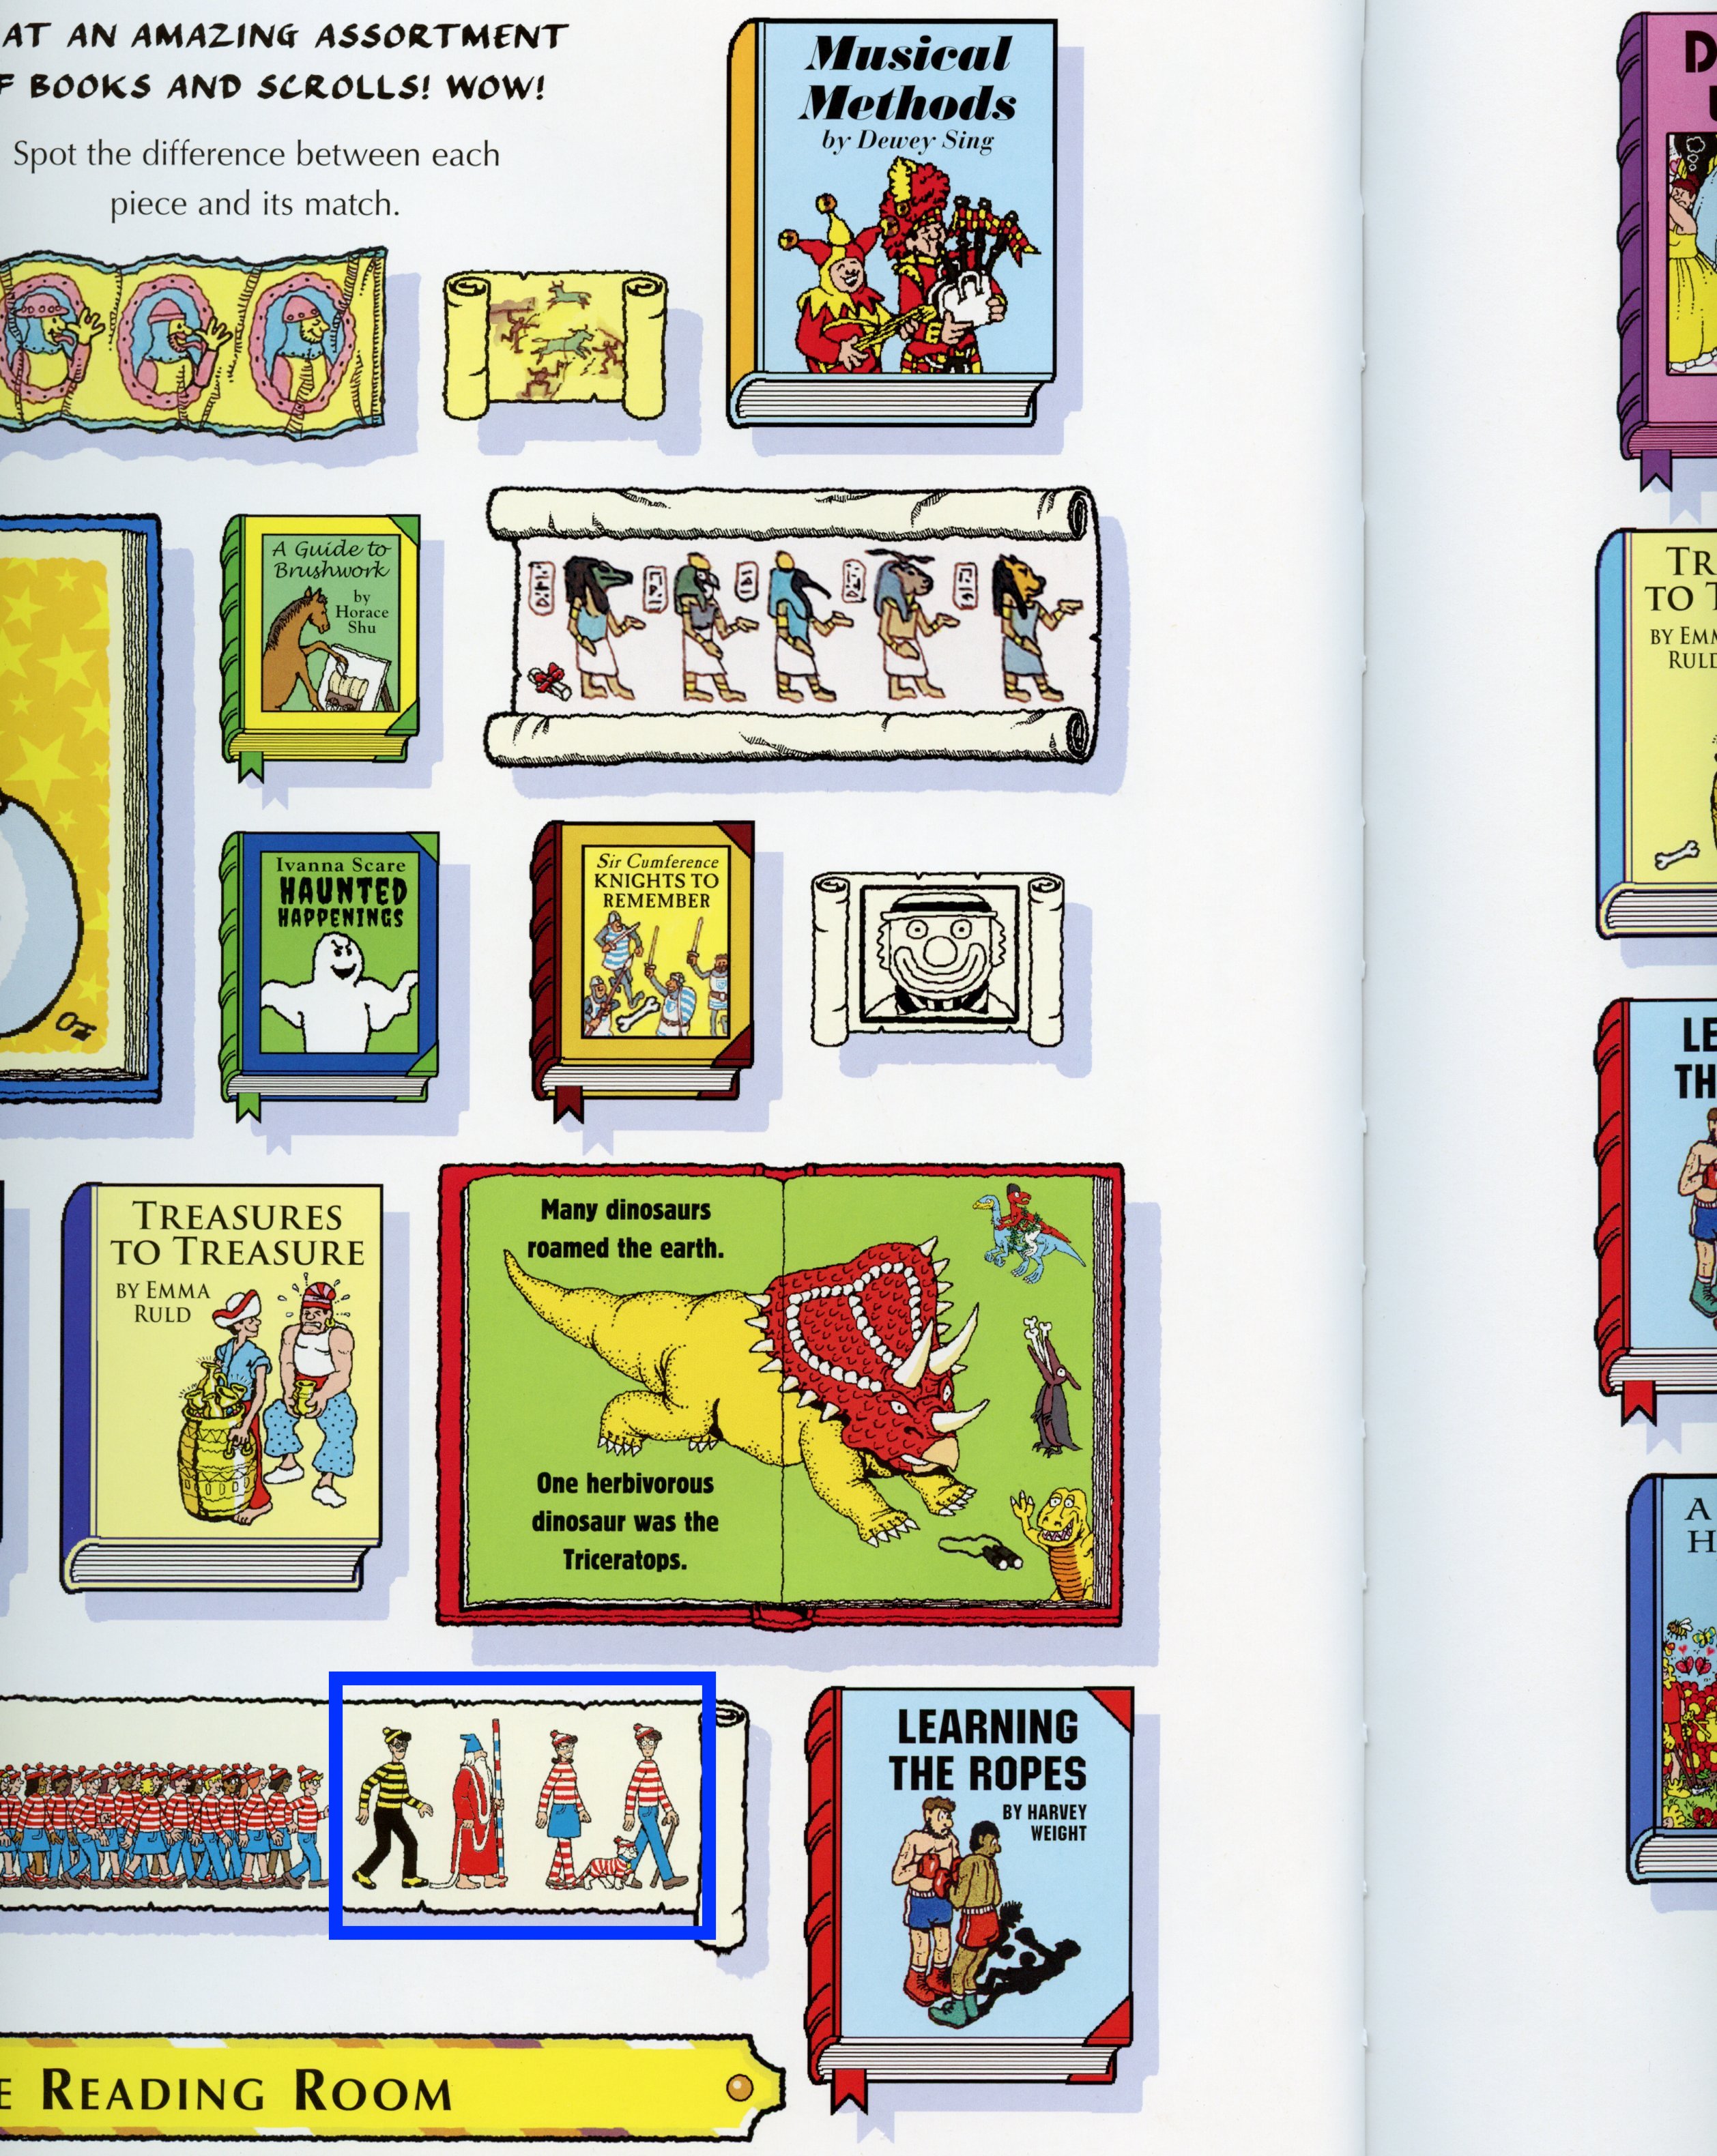 AT AN AMAZING ASSORTMENT
F BOOKS AND SCROLLS! WOW!
Spot the difference between each
piece and its match.
Musical
Methods
by Dewey Sing
A Guide to
Brushwork
by
Horace
Shu
Ivanna Scare
HAUNTED
HAPPENINGS
Sir Cumference
KNIGHTS TO
REMEMBER
TREASURES
TO TREASURE
BY EMMA
RULD
Many dinosaurs
roamed the earth.
One herbivorous
dinosaur was the
Triceratops.
LEARNING
THE ROPES
BY HARVEY
WEIGHT
E READING ROOM
D
TR
TO T
BY EMM
RULD
LE
TH
A
H